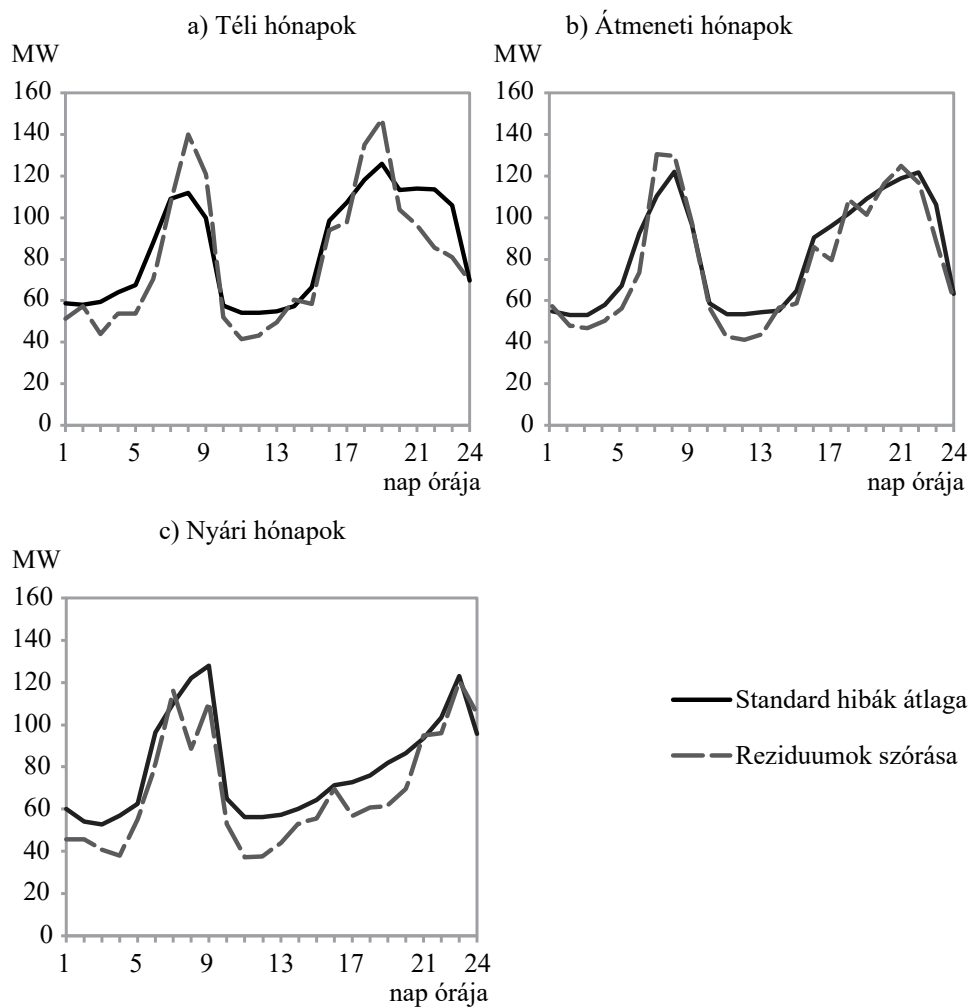 a) Téli hónapok
MW
160
140
120
100
80
60
40
20
0
1 5 9 13 17 21 24
nap órája
b) Átmeneti hónapok
MW
160
140
120
100
80
60
40
20
0
1 5 9 13 17 21 24
nap órája
c) Nyári hónapok
MW
160
140
120
100
80
60
40
20
0
1 5 9 13 17 21 24
nap órája
Standard hibák átlaga
Reziduumok szórása